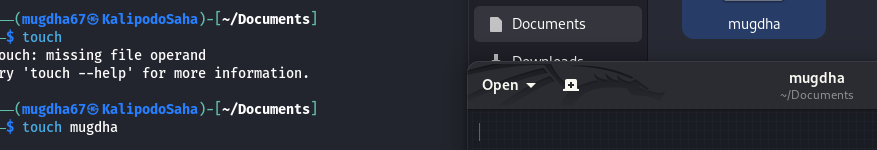 (mugdha67㉿KalipodoSaha)-[~/Documents]
$ touch
ouch: missing file operand
ry 'touch --help' for more information.
(mugdha67㉿KalipodoSaha)-[~/Documents]
$ touch mugdha
Documents
Downloads
mugdha
Open
mugdha
~/Documents